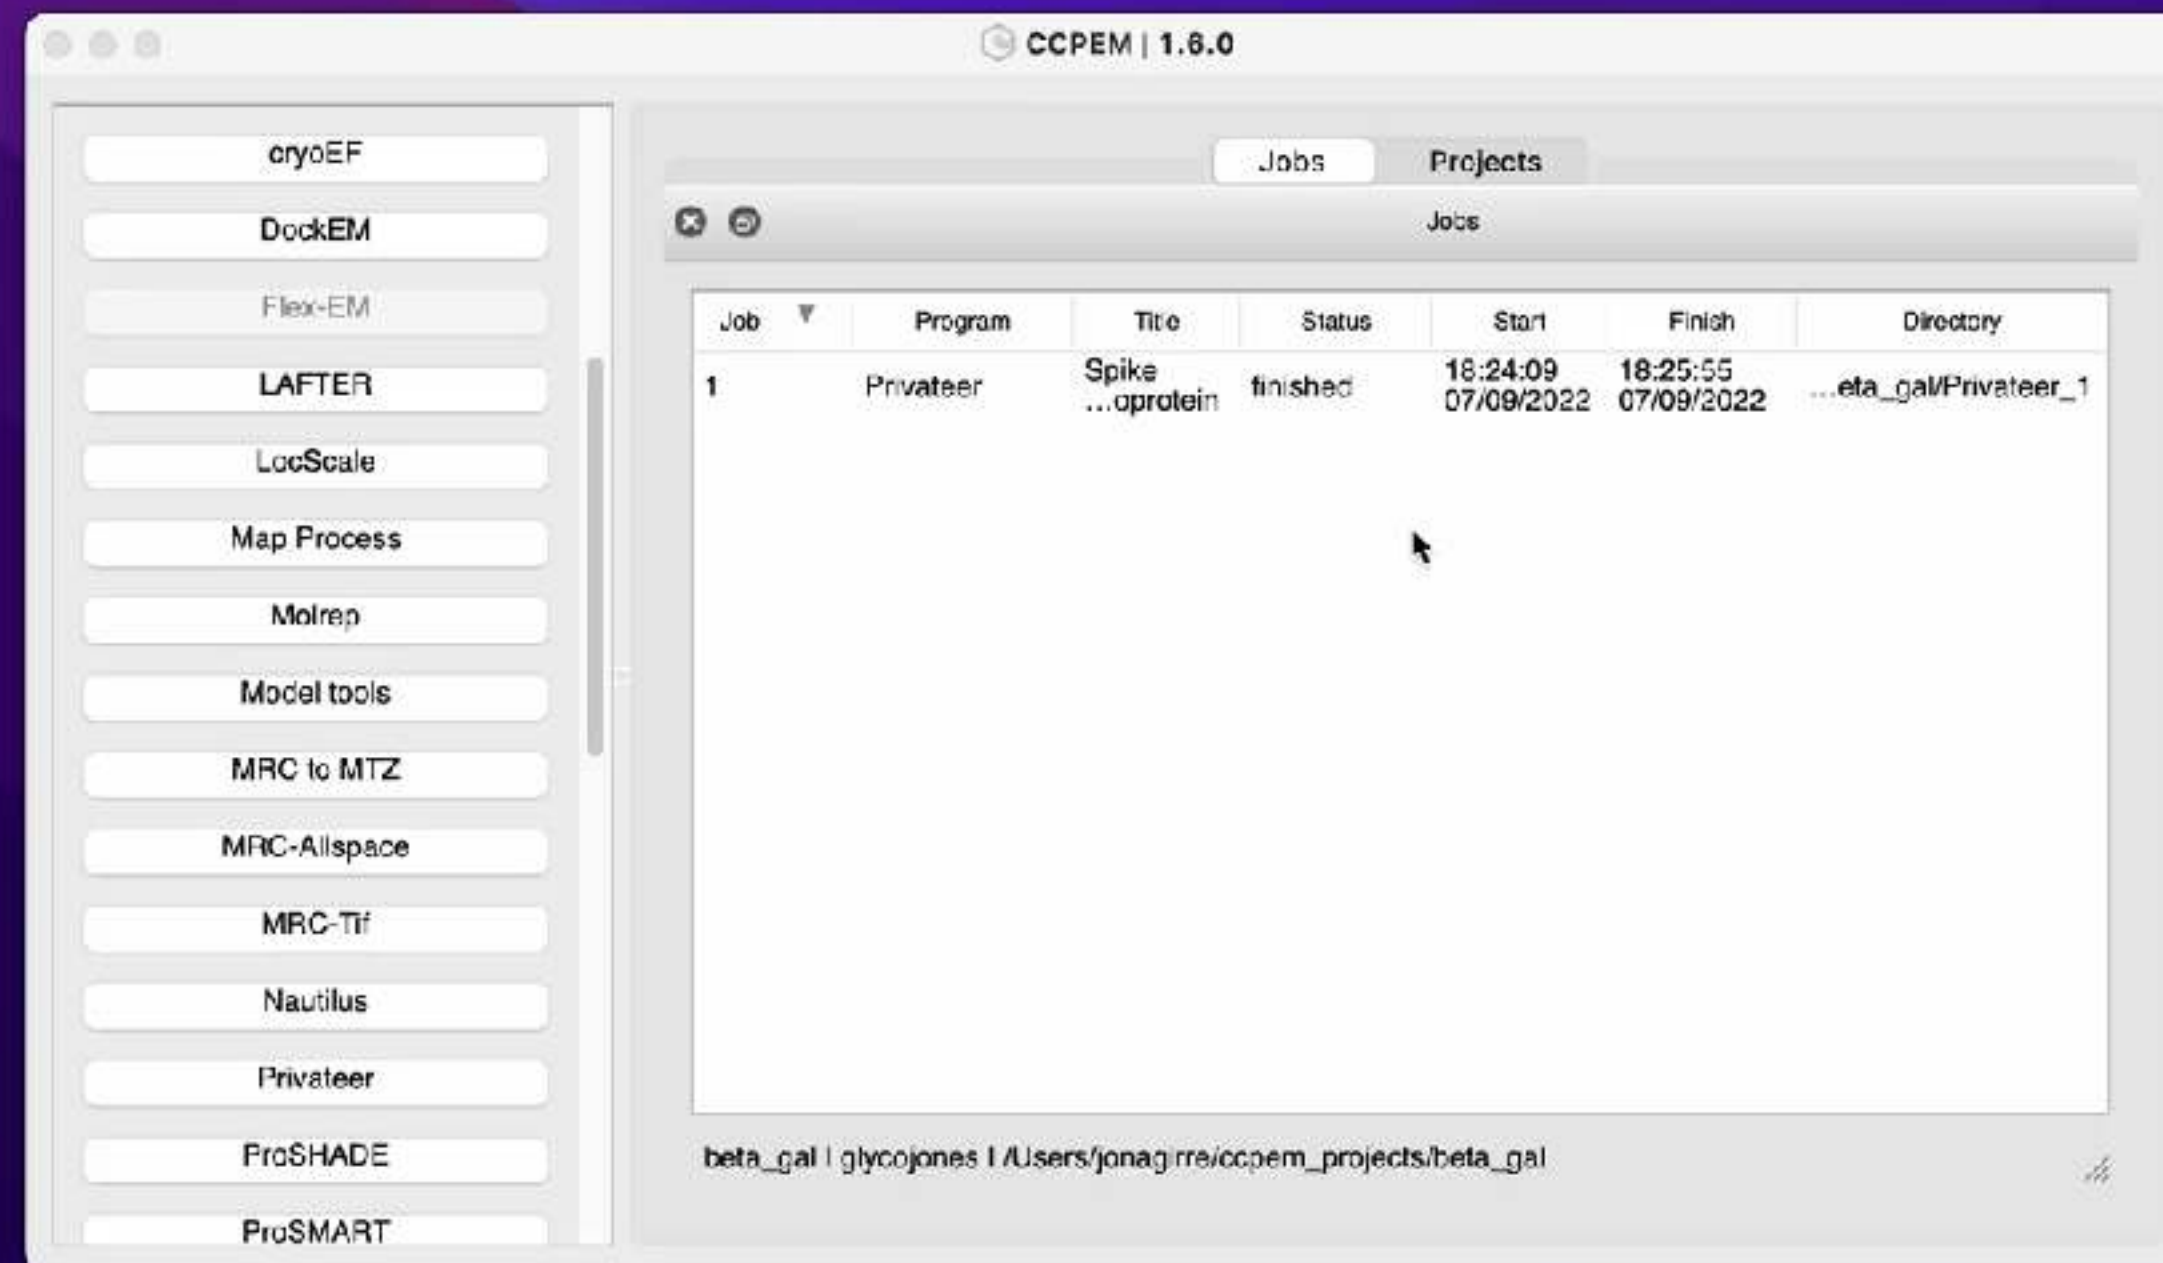 CCPEM | 1.6.0
cryoEF
DockEM
Flex-EM
LAFTER
LocScale
Map Process
Molrep
Model tools
MRC to MTZ
MRC-Allspace
MRC-Tif
Nautilus
Privateer
ProSHADE
ProSMART
Jobs Projects
Jobs
Job Program Title Status Start Finish Directory
1 Privateer Spike ...oprotein finished 18:24:09 07/09/2022 18:25:55 07/09/2022 ...eta_gal/Privateer_1
beta_gal | glycojones | /Users/jonagirre/ccpem_projects/beta_gal